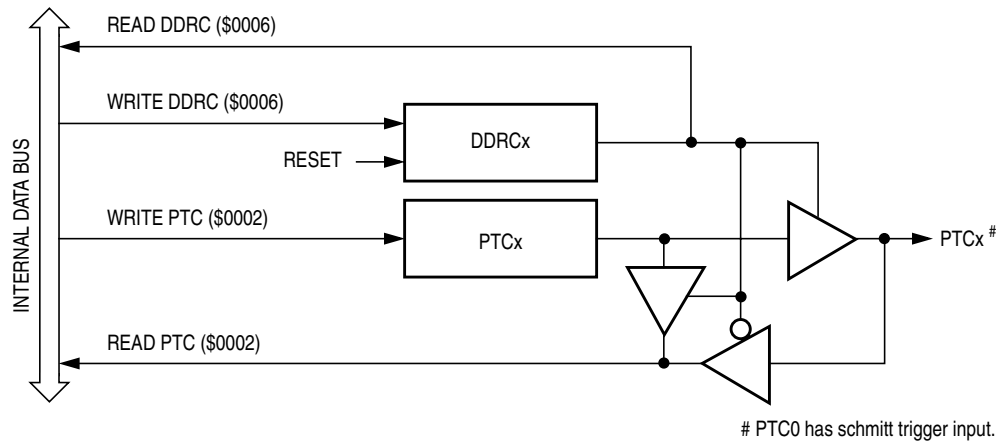 READ DDRC ($0006)
WRITE DDRC ($0006)
DDRCx
RESET
WRITE PTC ($0002)
PTCx
PTCx #
READ PTC ($0002)
INTERNAL DATA BUS
# PTC0 has schmitt trigger input.